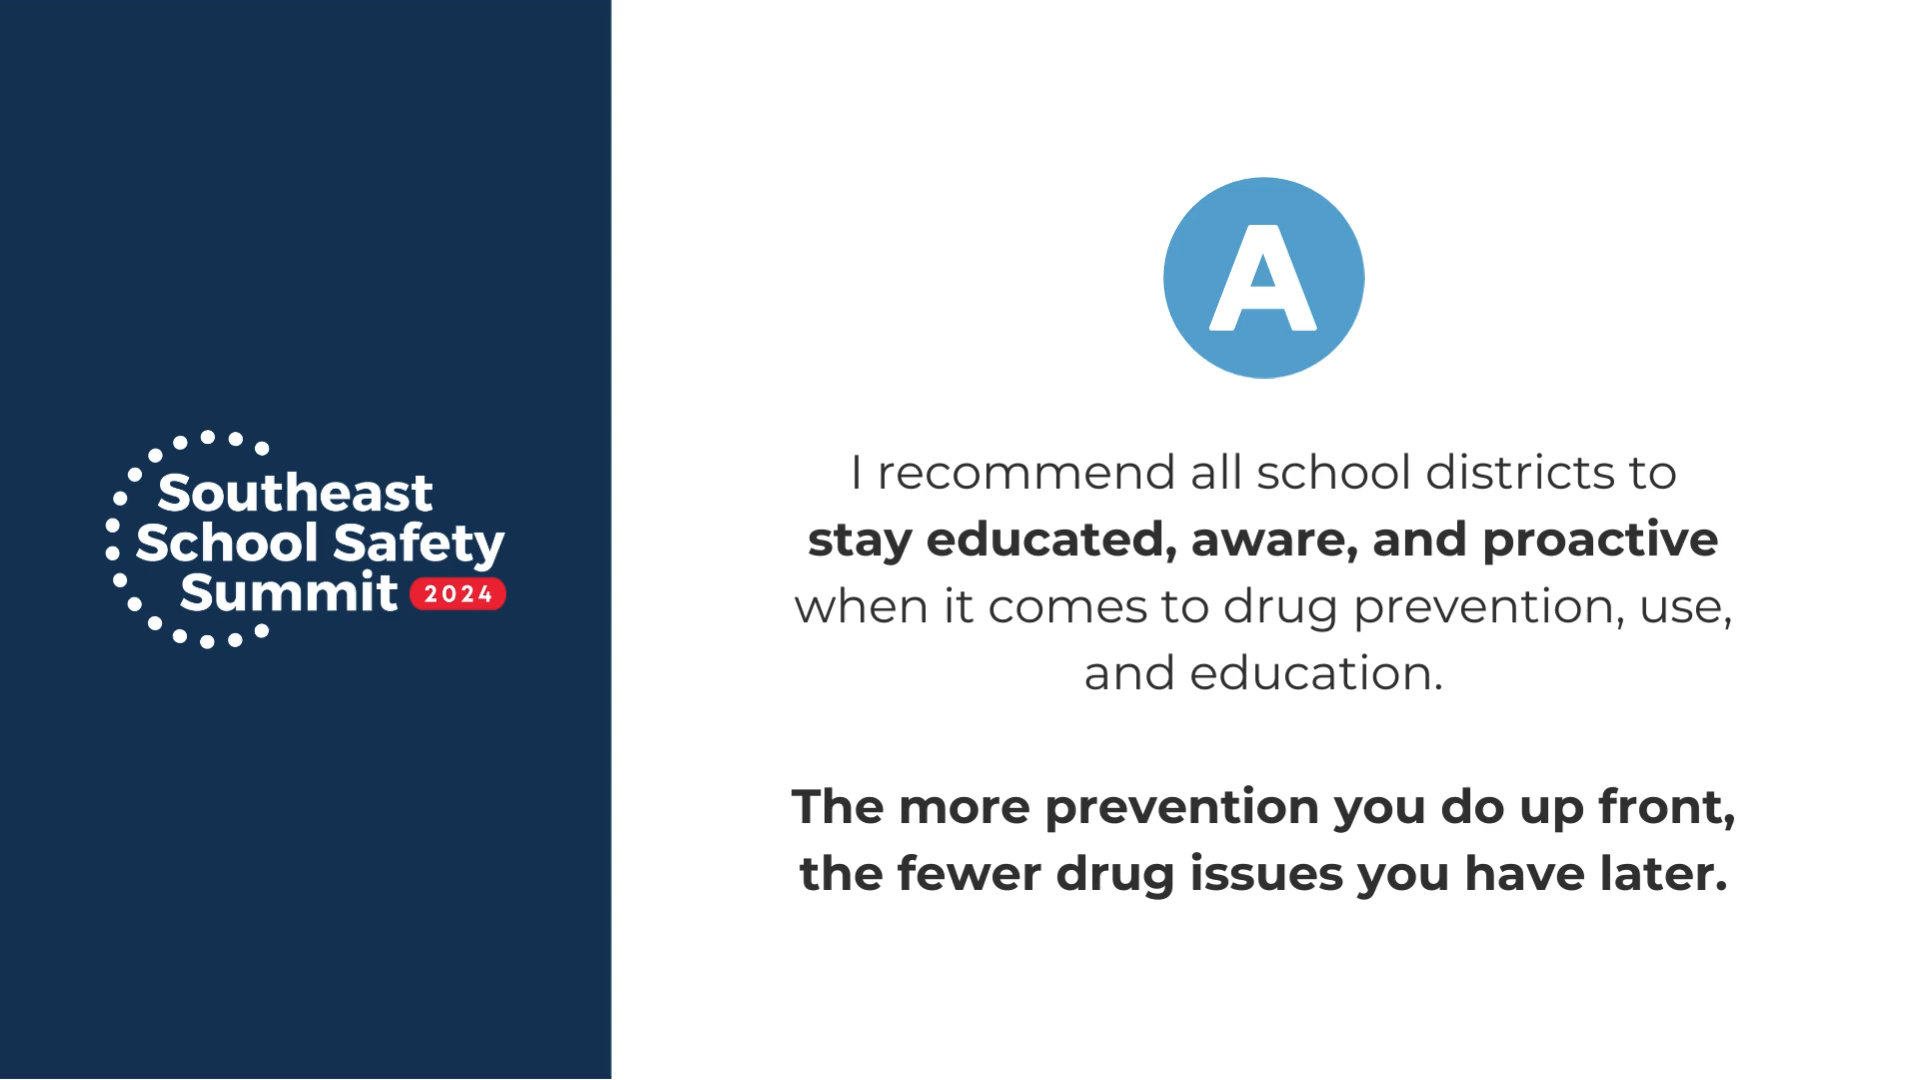 Southeast
School Safety
Summit 2024
A
I recommend all school districts to
stay educated, aware, and proactive
when it comes to drug prevention, use,
and education.
The more prevention you do up front,
the fewer drug issues you have later.